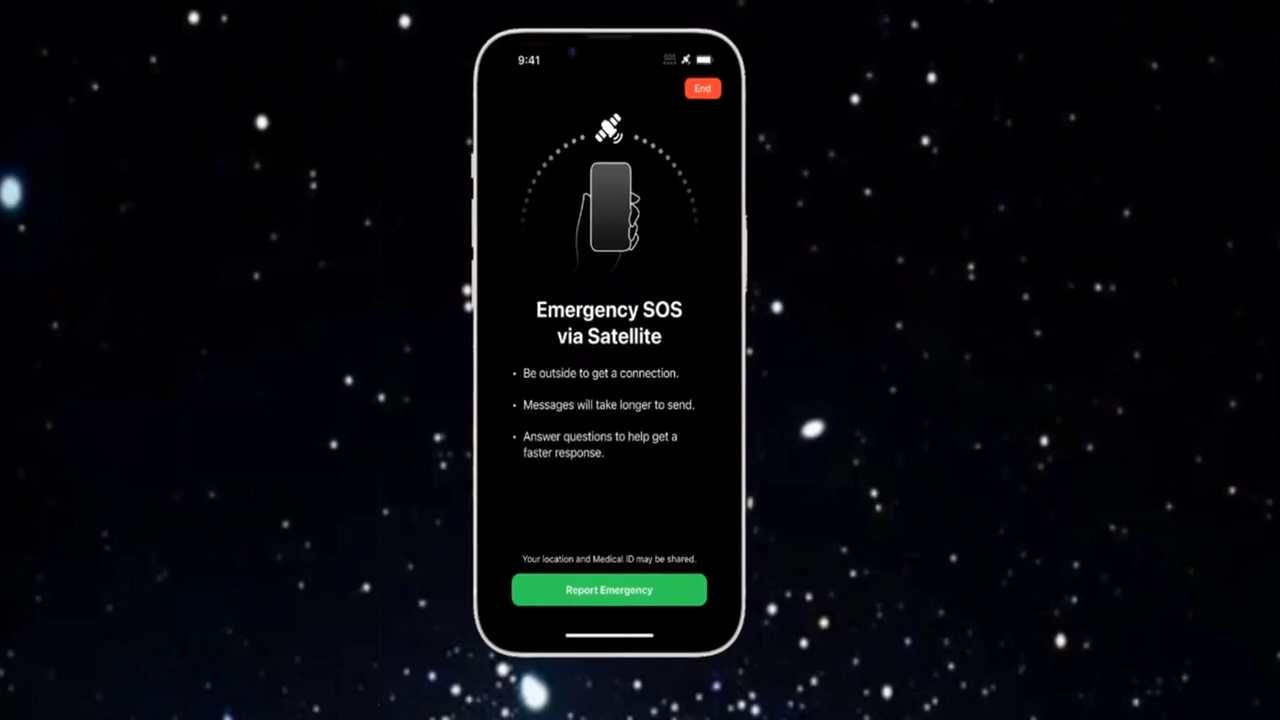 9:41
SOS
End
Emergency SOS
via Satellite
• Be outside to get a connection.
• Messages will take longer to send.
• Answer questions to help get a
faster response.
Your location and Medical ID may be shared.
Report Emergency